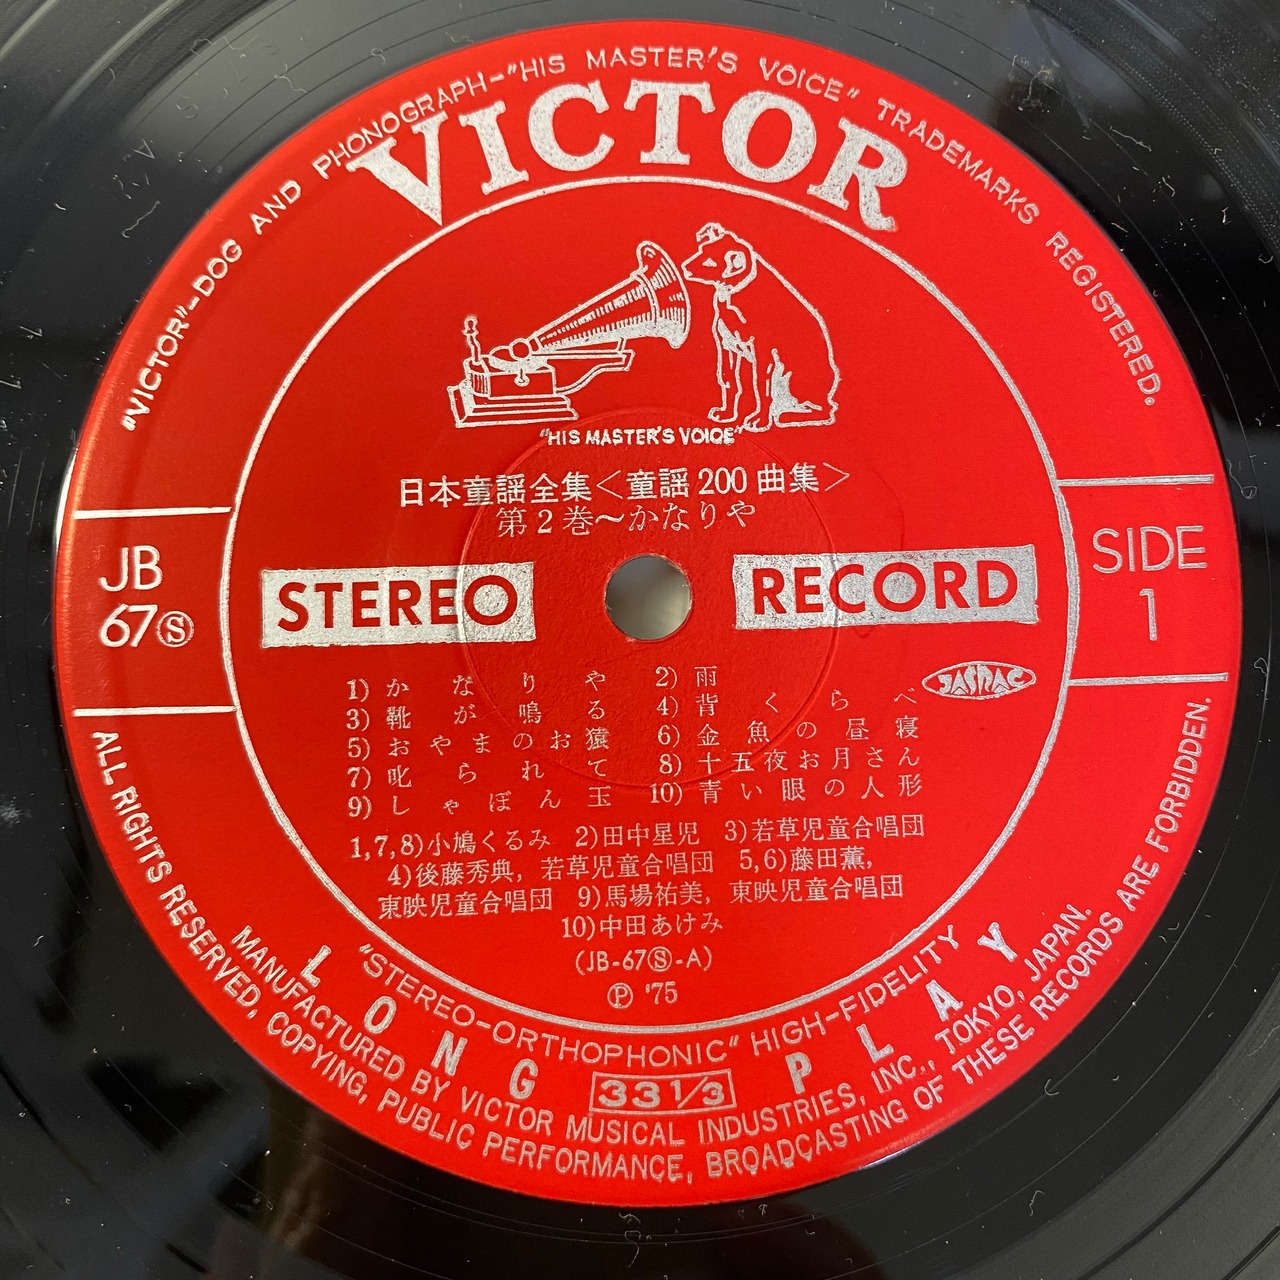 "VICTOR"-DOG AND PHONOGRAPH-"HIS MASTER'S VOICE" TRADEMARKS REGISTERED.
VICTOR
"HIS MASTER'S VOICE"
日本童謡全集＜童謡200曲集＞
第2巻～かなりや
JB
67Ⓢ
STEREO
RECORD
SIDE
1
JASRAC
1) かなりや 2) 雨
3) 靴が鳴る 4) 背くらべ
5) おやまのお猿 6) 金魚の昼寝
7) 叱られて 8) 十五夜お月さん
9) しゃぼん玉 10) 青い眼の人形
1,7,8)小鳩くるみ 2)田中星児 3)若草児童合唱団
4)後藤秀典, 若草児童合唱団 5,6)藤田薫,
東映児童合唱団 9)馬場祐美, 東映児童合唱団
10)中田あけみ
(JB-67Ⓢ-A)
Ⓟ '75
"STEREO-ORTHOPHONIC" HIGH-FIDELITY
LONG 33 1/3 PLAY
MANUFACTURED BY VICTOR MUSICAL INDUSTRIES, INC., TOKYO, JAPAN.
ALL RIGHTS RESERVED, COPYING, PUBLIC PERFORMANCE, BROADCASTING OF THESE RECORDS ARE FORBIDDEN.